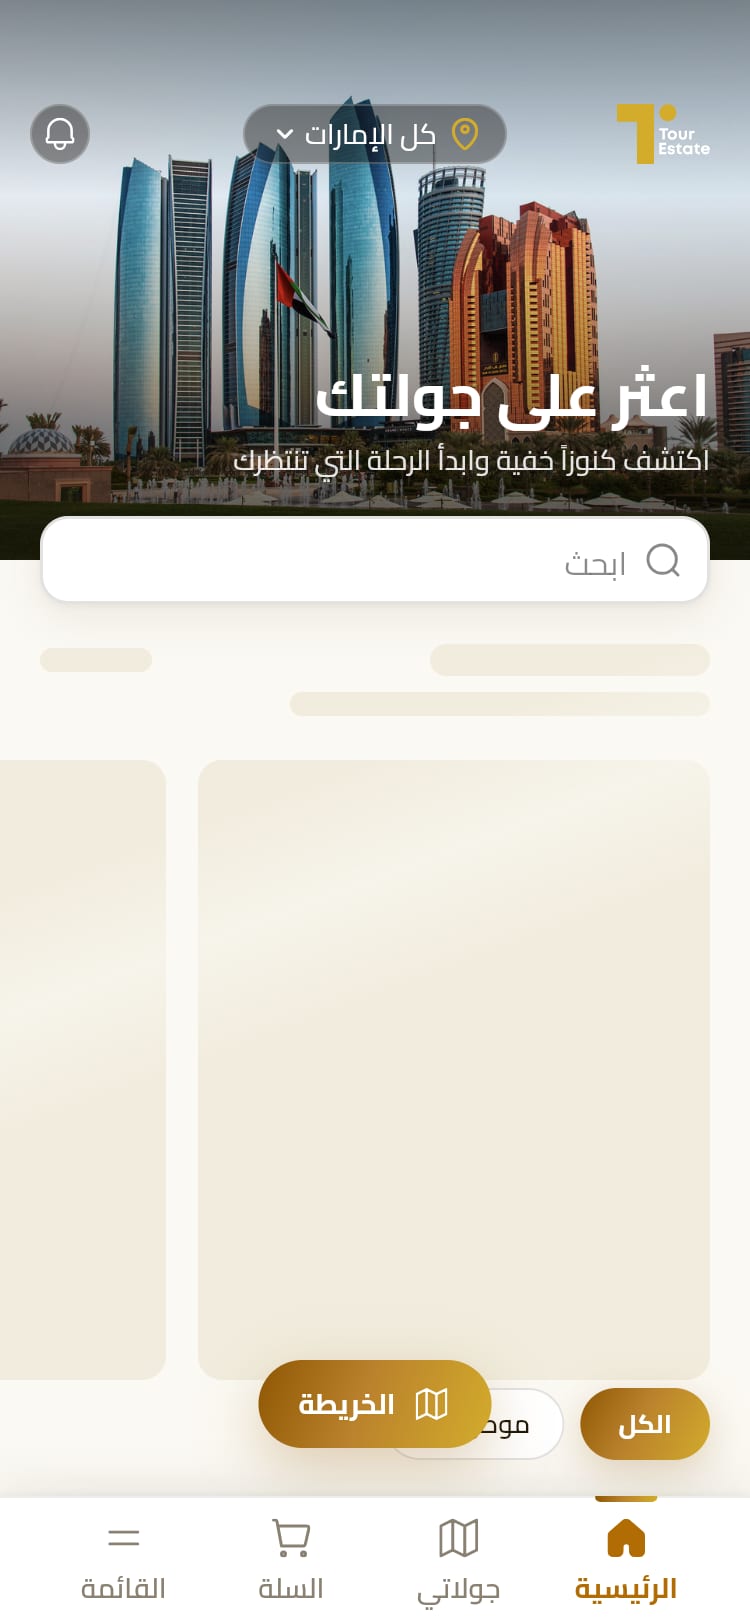 Tour
Estate
كل الإمارات
اعثر على جولتك
اكتشف كنوزاً خفية وابدأ الرحلة التي تنتظرك
ابحث
الكل
الخريطة
الرئيسية
جولاتي
السلة
القائمة